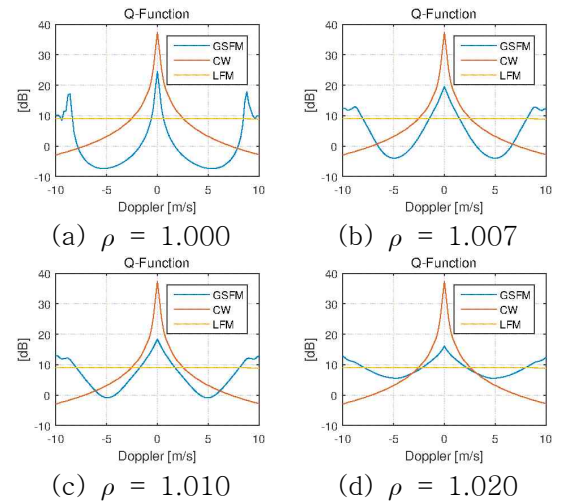 Q-Function
40
30
20
10
0
-10
[dB]
GSFM
CW
LFM
-10 -5 0 5 10
Doppler [m/s]
(a) ρ = 1.000
Q-Function
40
30
20
10
0
-10
[dB]
GSFM
CW
LFM
-10 -5 0 5 10
Doppler [m/s]
(b) ρ = 1.007
Q-Function
40
30
20
10
0
-10
[dB]
GSFM
CW
LFM
-10 -5 0 5 10
Doppler [m/s]
(c) ρ = 1.010
Q-Function
40
30
20
10
0
-10
[dB]
GSFM
CW
LFM
-10 -5 0 5 10
Doppler [m/s]
(d) ρ = 1.020